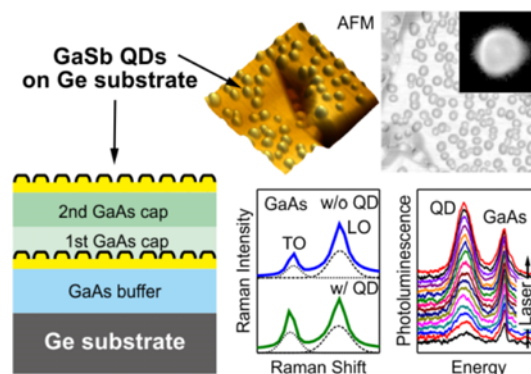 AFM
GaSb QDs
on Ge substrate
2nd GaAs cap
1st GaAs cap
GaAs buffer
Ge substrate
Raman Intensity
GaAs
w/o QD
TO
LO
w/ QD
Raman Shift
Photoluminescence
QD
GaAs
Laser
Energy